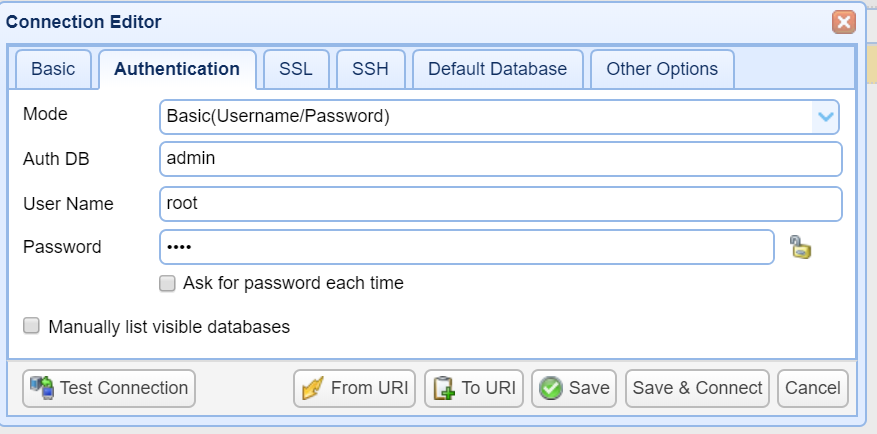 Connection Editor
Basic Authentication SSL SSH Default Database Other Options
Mode Basic(Username/Password)
Auth DB admin
User Name root
Password ••••
Ask for password each time
Manually list visible databases
Test Connection From URI To URI Save Save & Connect Cancel